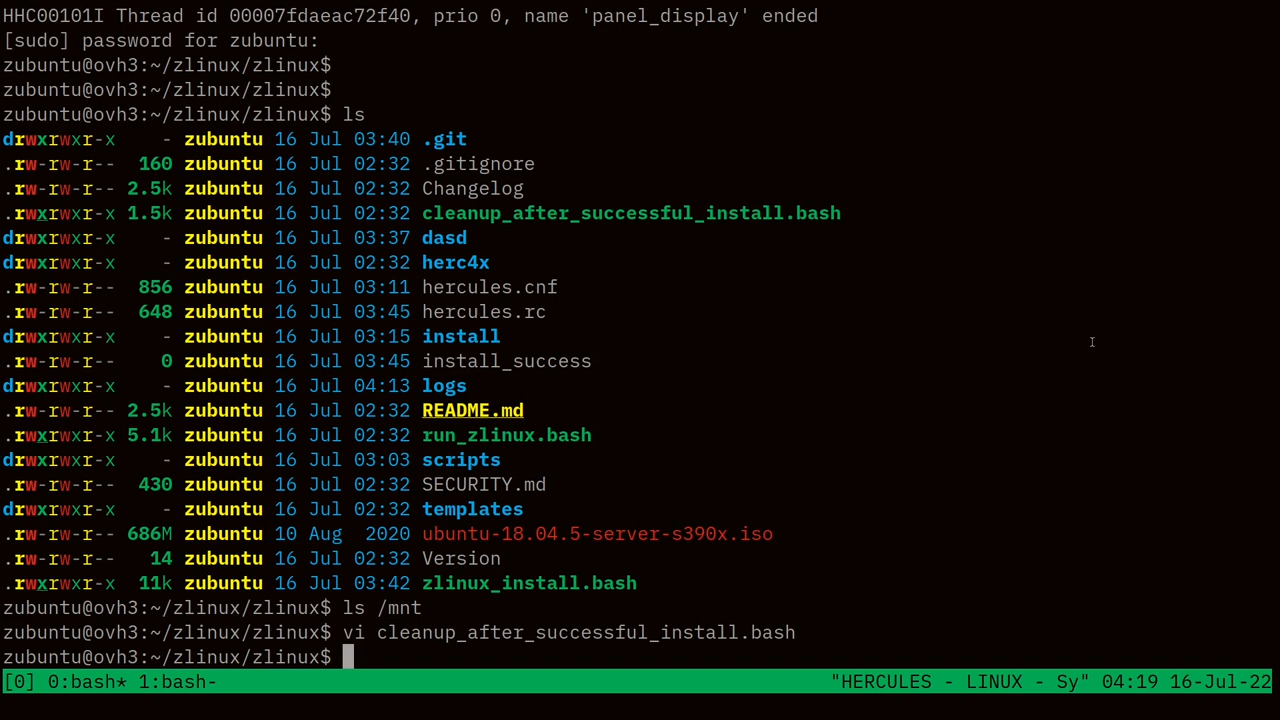 HHC00101I Thread id 00007fdaeac72f40, prio 0, name 'panel_display' ended
[sudo] password for zubuntu:
zubuntu@ovh3:~/zlinux/zlinux$
zubuntu@ovh3:~/zlinux/zlinux$
zubuntu@ovh3:~/zlinux/zlinux$ ls
drwxrwxr-x    - zubuntu 16 Jul 03:40 .git
.rw-rw-r--  160 zubuntu 16 Jul 02:32 .gitignore
.rw-rw-r-- 2.5k zubuntu 16 Jul 02:32 Changelog
.rwxrwxr-x 1.5k zubuntu 16 Jul 02:32 cleanup_after_successful_install.bash
drwxrwxr-x    - zubuntu 16 Jul 03:37 dasd
drwxrwxr-x    - zubuntu 16 Jul 02:32 herc4x
.rw-rw-r--  856 zubuntu 16 Jul 03:11 hercules.cnf
.rw-rw-r--  648 zubuntu 16 Jul 03:45 hercules.rc
drwxrwxr-x    - zubuntu 16 Jul 03:15 install
.rw-rw-r--    0 zubuntu 16 Jul 03:45 install_success
drwxrwxr-x    - zubuntu 16 Jul 04:13 logs
.rw-rw-r-- 2.5k zubuntu 16 Jul 02:32 README.md
.rwxrwxr-x 5.1k zubuntu 16 Jul 02:32 run_zlinux.bash
drwxrwxr-x    - zubuntu 16 Jul 03:03 scripts
.rw-rw-r--  430 zubuntu 16 Jul 02:32 SECURITY.md
drwxrwxr-x    - zubuntu 16 Jul 02:32 templates
.rw-rw-r-- 686M zubuntu 10 Aug  2020 ubuntu-18.04.5-server-s390x.iso
.rw-rw-r--   14 zubuntu 16 Jul 02:32 Version
.rwxrwxr-x  11k zubuntu 16 Jul 03:42 zlinux_install.bash
zubuntu@ovh3:~/zlinux/zlinux$ ls /mnt
zubuntu@ovh3:~/zlinux/zlinux$ vi cleanup_after_successful_install.bash
zubuntu@ovh3:~/zlinux/zlinux$
[0] 0:bash* 1:bash- "HERCULES - LINUX - Sy" 04:19 16-Jul-22